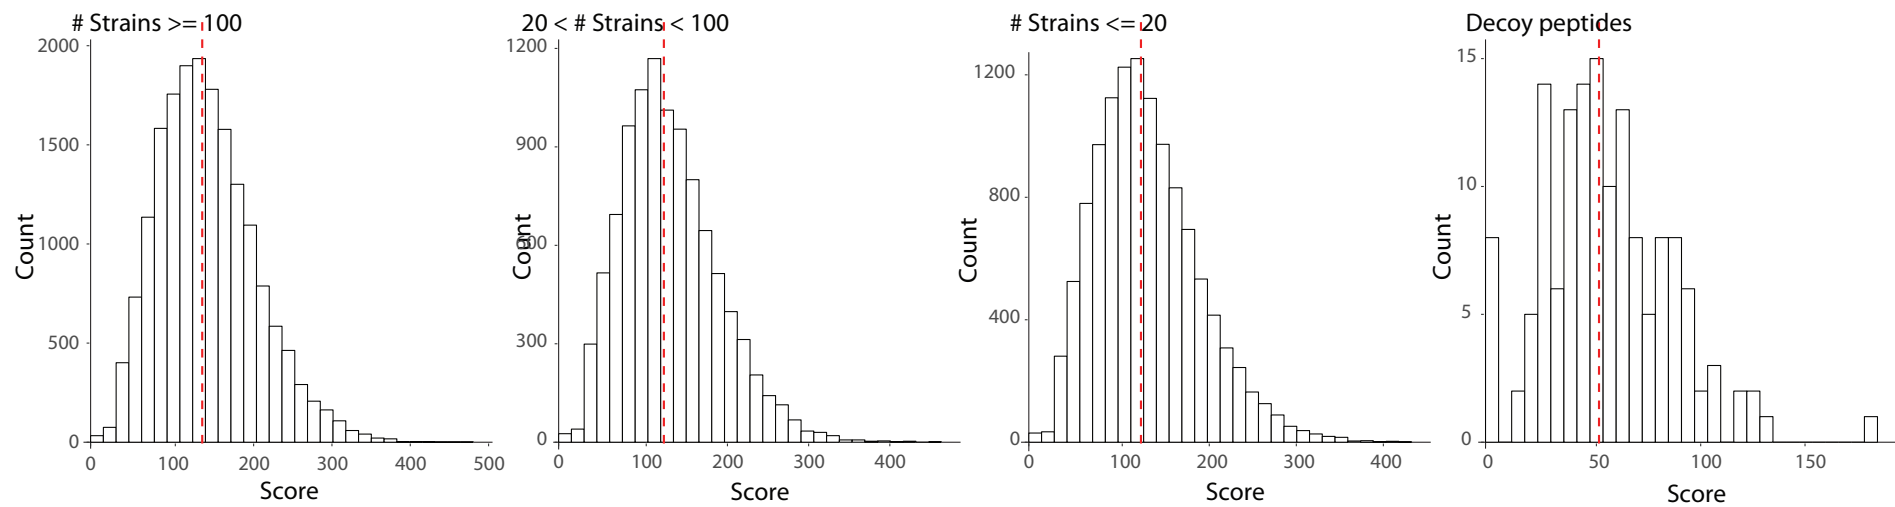 # Strains >= 100
2000
1500
1000
500
0
Count
0 100 200 300 400 500
Score
20 < # Strains < 100
1200
900
600
300
0
Count
0 100 200 300 400
Score
# Strains <= 20
1200
800
400
0
Count
0 100 200 300 400
Score
Decoy peptides
15
10
5
0
Count
0 50 100 150
Score